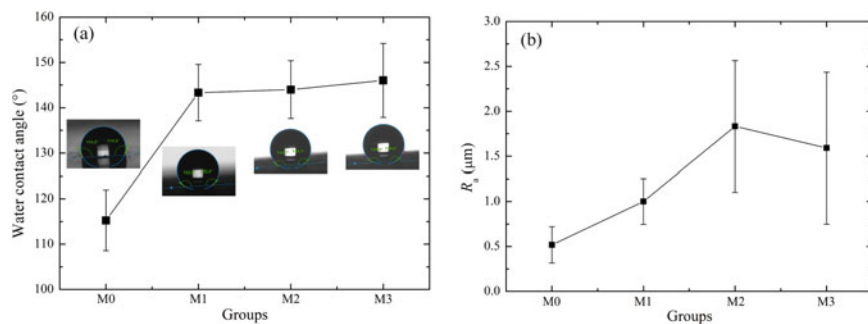 (a)
Water contact angle (°)
160
150
140
130
120
110
100
M0
M1
M2
M3
Groups
(b)
Rₐ (μm)
3.0
2.5
2.0
1.5
1.0
0.5
0.0
M0
M1
M2
M3
Groups